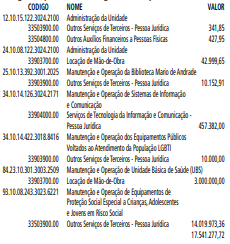 CODIGO NOME VALOR
12.10.15.122.3024.2100 Administração da Unidade
33503900.00 Outros Serviços de Terceiros - Pessoa Jurídica 341,85
33504800.00 Outros Auxílios Financeiros a Pessoas Físicas 427,95
24.10.08.122.3024.2100 Administração da Unidade
33903700.00 Locação de Mão-de-Obra 42.999,65
25.10.13.392.3001.2025 Manutenção e Operação da Biblioteca Mario de Andrade
33903900.00 Outros Serviços de Terceiros - Pessoa Jurídica 10.152,91
34.10.14.126.3024.2171 Manutenção e Operação de Sistemas de Informação
e Comunicação
33904000.00 Serviços de Tecnologia da Informação e Comunicação -
Pessoa Jurídica 457.382,00
34.10.14.422.3018.8416 Manutenção e Operação dos Equipamentos Públicos
Voltados ao Atendimento da População LGBTI
33903900.00 Outros Serviços de Terceiros - Pessoa Jurídica 10.000,00
84.23.10.301.3003.2509 Manutenção e Operação de Unidade Básica de Saúde (UBS)
33903700.00 Locação de Mão-de-Obra 3.000.000,00
93.10.08.243.3023.6221 Manutenção e Operação de Equipamentos de
Proteção Social Especial a Crianças, Adolescentes
e Jovens em Risco Social
33503900.00 Outros Serviços de Terceiros - Pessoa Jurídica 14.019.973,36
17.541.277,72